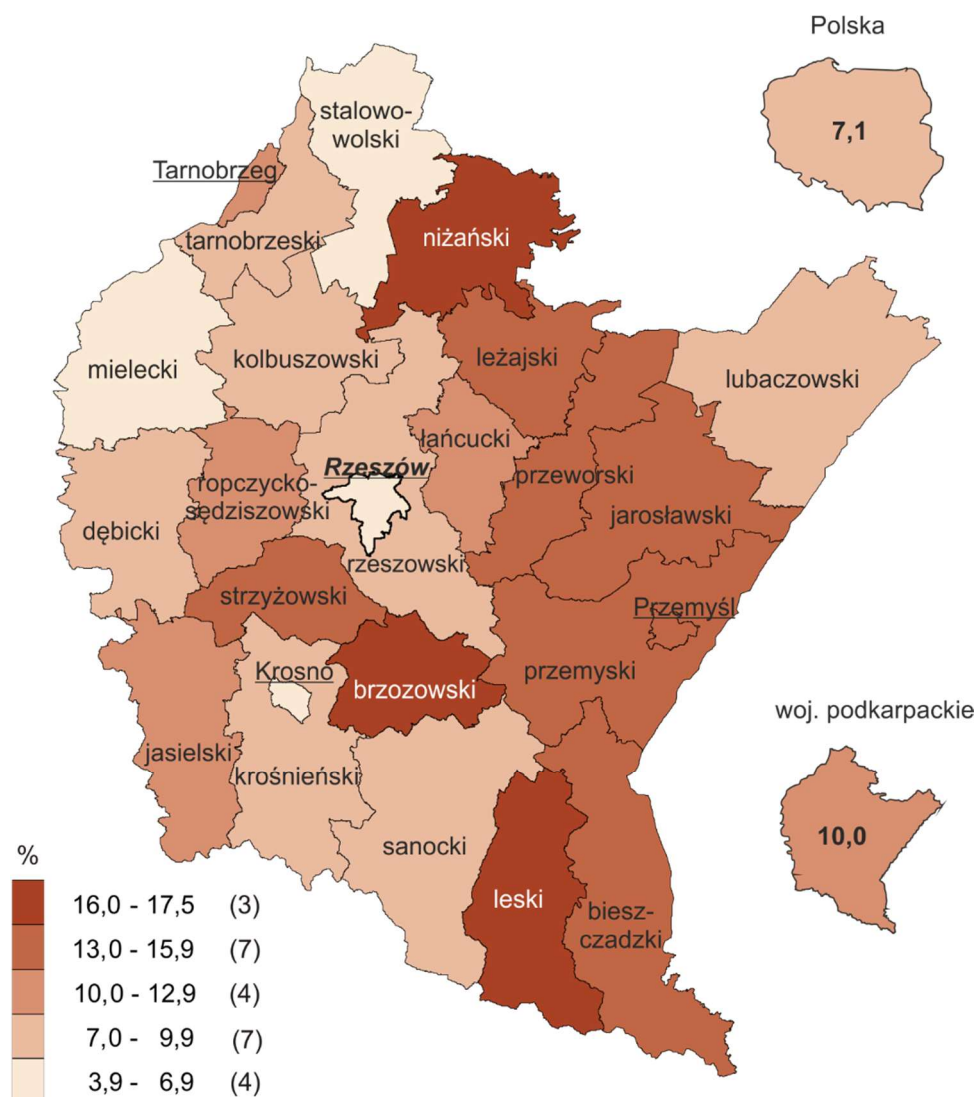 Polska
7,1
stalowo-
wolski
Tarnobrzeg
tarnobrzeski
niżański
mielecki
kolbuszowski
leżajski
lubaczowski
łańcucki
ropczycko-
sędziszowski
Rzeszów
przeworski
jarosławski
dębicki
rzeszowski
strzyżowski
Przemyśl
przemyski
Krosno
brzozowski
jasielski
krośnieński
sanocki
leski
biesz-
czadzki
woj. podkarpackie
10,0
%
16,0 - 17,5 (3)
13,0 - 15,9 (7)
10,0 - 12,9 (4)
7,0 - 9,9 (7)
3,9 - 6,9 (4)